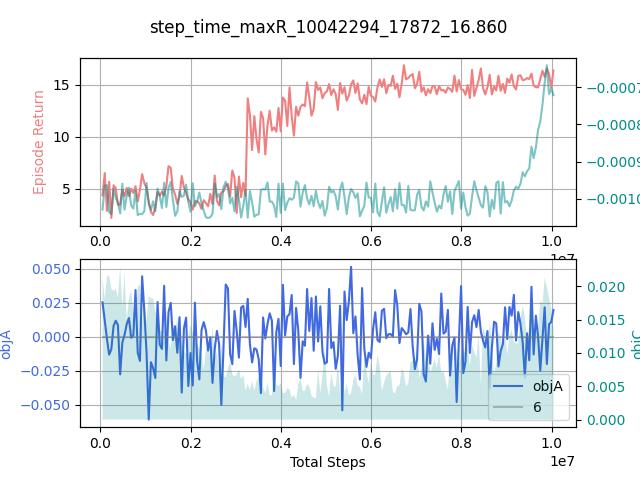 step_time_maxR_10042294_17872_16.860
15
10
5
Episode Return
−0.0007
−0.0008
−0.0009
−0.0010
0.0 0.2 0.4 0.6 0.8 1.0
1e7
0.050
0.025
0.000
−0.025
−0.050
objA
0.020
0.015
0.010
0.005
0.000
objC
objA
6
0.0 0.2 0.4 0.6 0.8 1.0
Total Steps
1e7